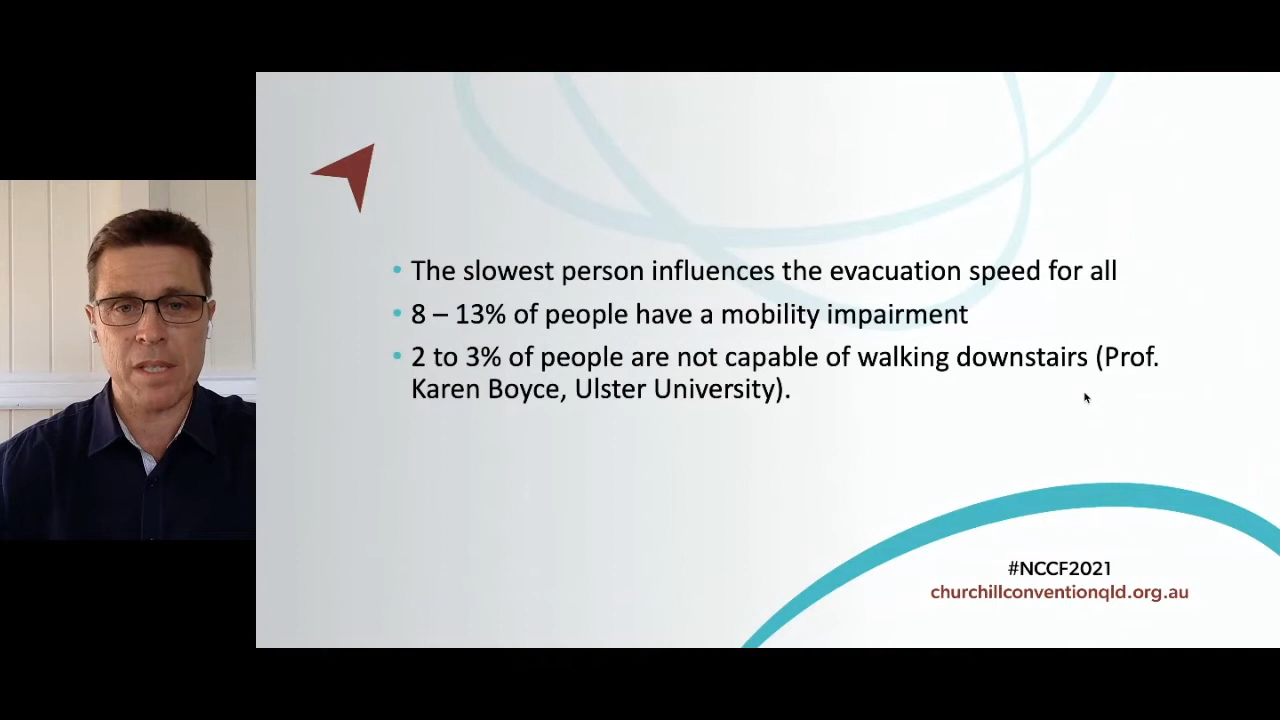 • The slowest person influences the evacuation speed for all
• 8 – 13% of people have a mobility impairment
• 2 to 3% of people are not capable of walking downstairs (Prof.
Karen Boyce, Ulster University).
#NCCF2021
churchillconventionqld.org.au